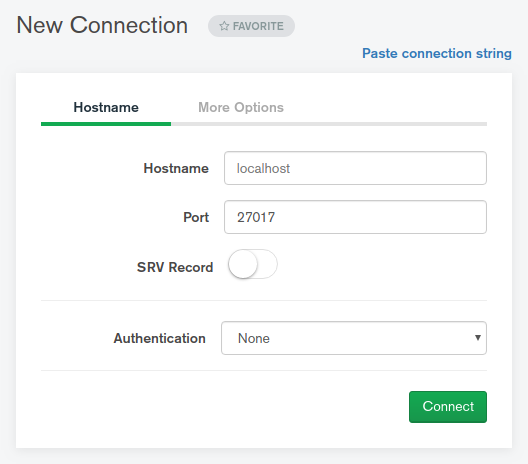 New Connection
FAVORITE
Paste connection string
Hostname More Options
Hostname localhost
Port 27017
SRV Record
Authentication None
Connect